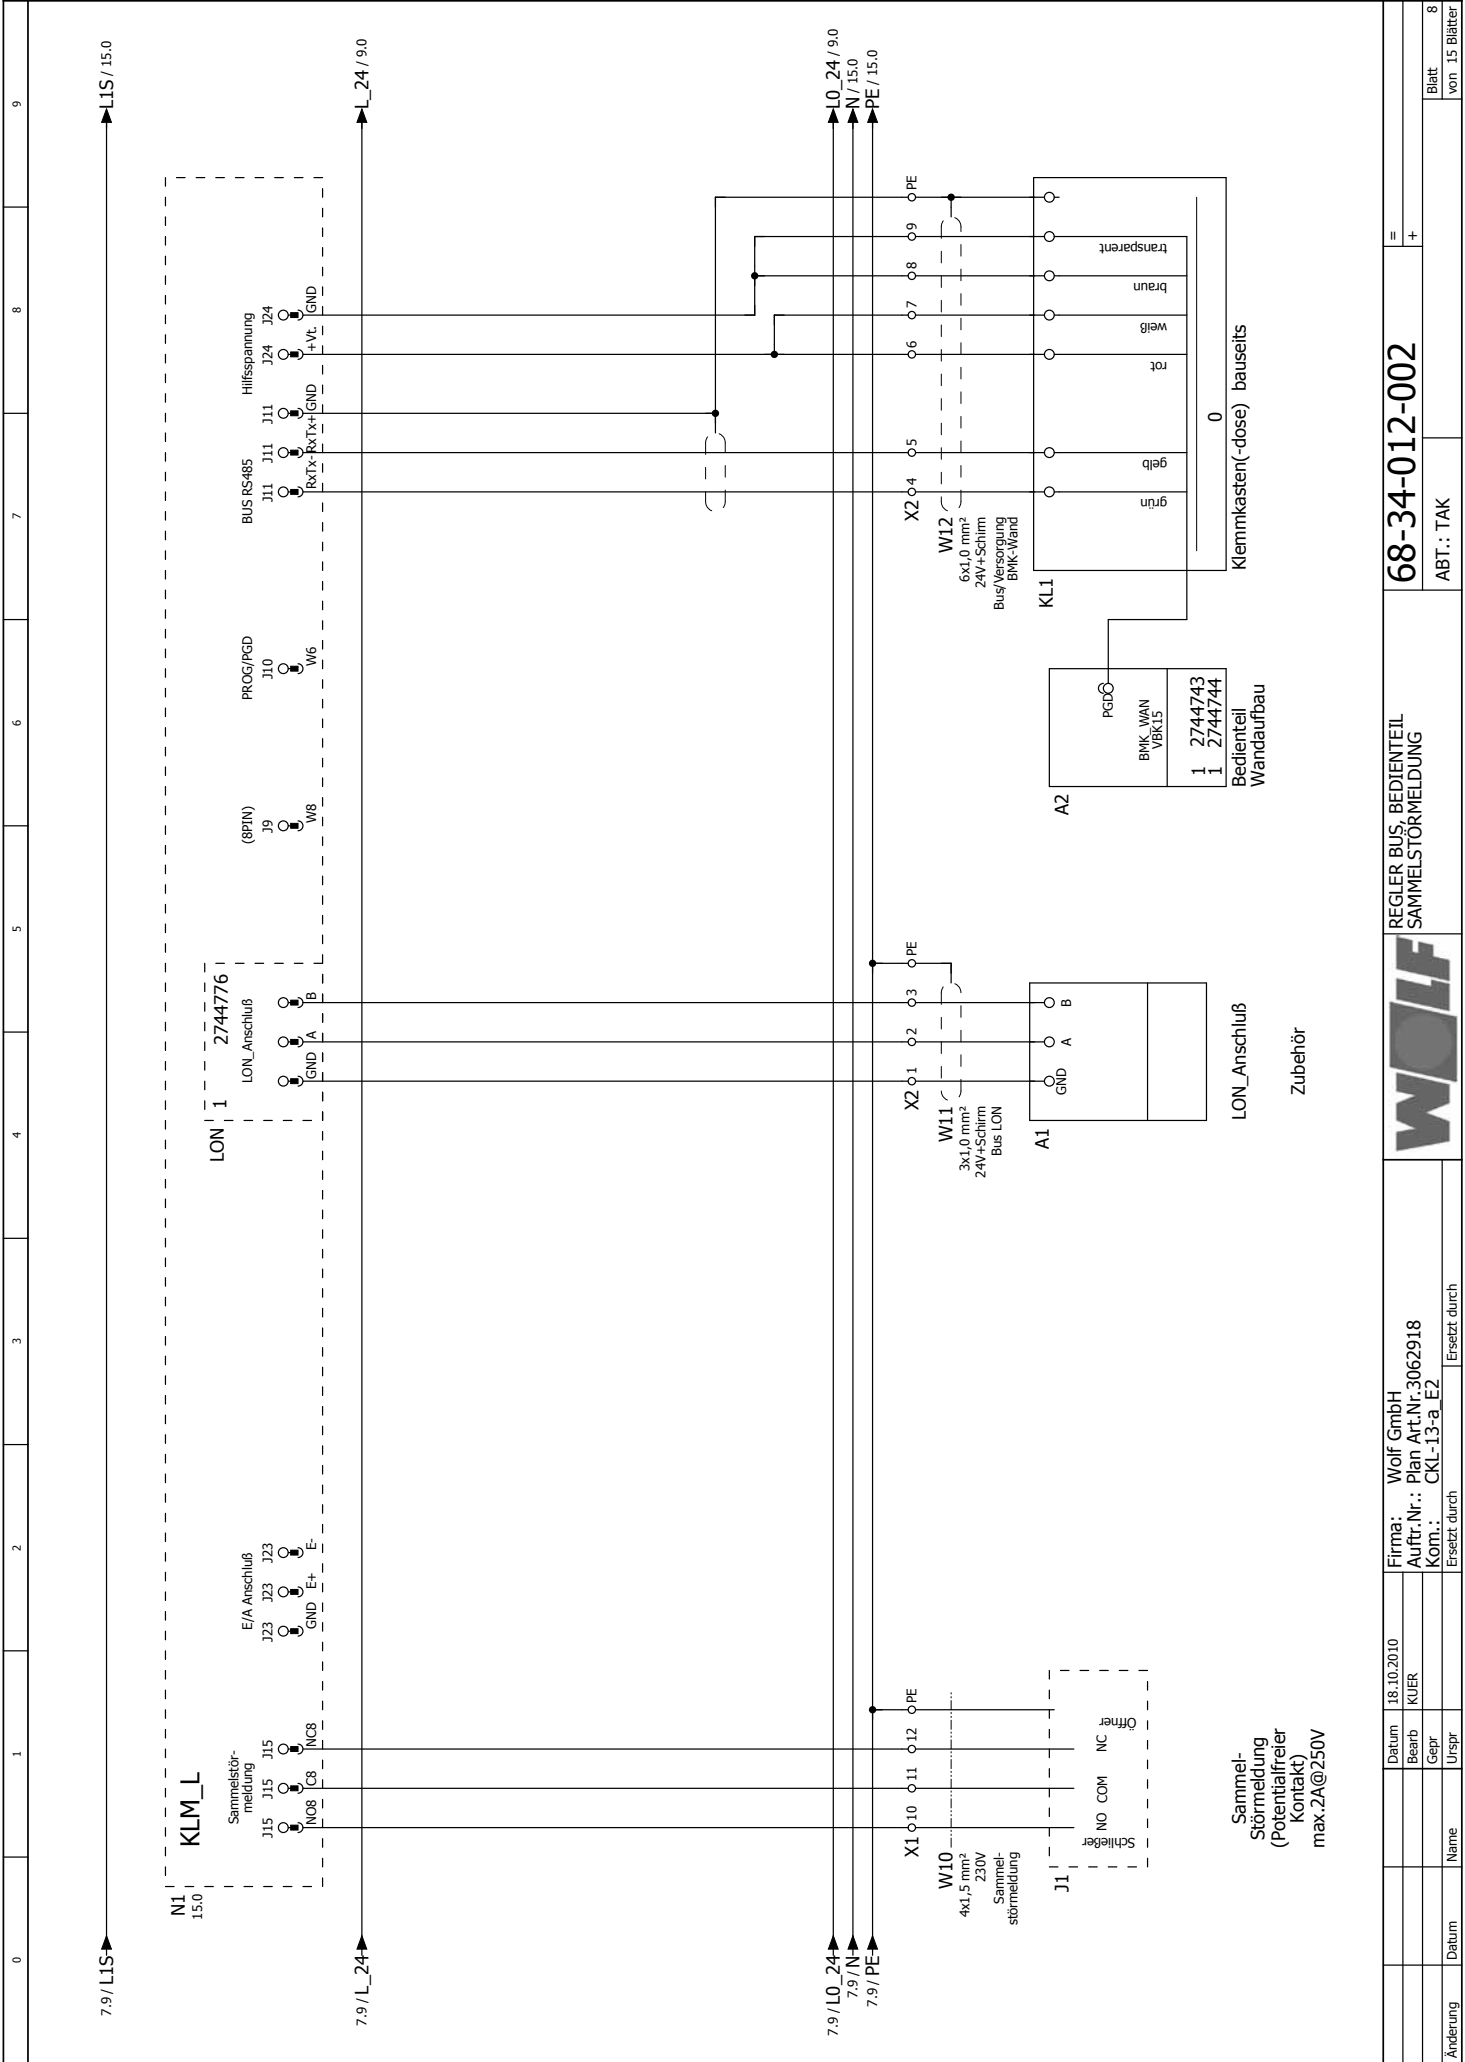 0
1
2
3
4
5
6
7
8
9
7.9 / L1S
L1S / 15.0
N1
15.0
KLM_L
Sammelstör-
meldung
J15
J15
J15
NO8
C8
NC8
E/A Anschluß
J23
J23
J23
GND
E+
E-
LON
1
2744776
LON_Anschluß
GND
A
B
(8PIN)
J9
W8
PROG/PGD
J10
W6
BUS RS485
J11
J11
J11
RxTx-
RxTx+
GND
Hilfsspannung
J24
J24
+Vt.
GND
7.9 / L_24
L_24 / 9.0
7.9 / L0_24
L0_24 / 9.0
7.9 / N
N / 15.0
7.9 / PE
PE / 15.0
X1
10
11
12
PE
W10
4x1,5 mm²
230V
Sammel-
störmeldung
J1
NO
COM
NC
Schließer
Öffner
Sammel-
Störmeldung
(Potentialfreier
Kontakt)
max.2A@250V
X2
1
2
3
PE
W11
3x1,0 mm²
24V+Schirm
Bus LON
A1
GND
A
B
LON_Anschluß
Zubehör
X2
4
5
6
7
8
9
PE
W12
6x1,0 mm²
24V+Schirm
Bus/Versorgung
BMK-Wand
KL1
grün
gelb
rot
weiß
braun
transparent
0
Klemmkasten(-dose) bauseits
A2
PGD
BMK_WAN
VBK15
1 2744743
1 2744744
Bedienteil
Wandaufbau
Änderung
Datum
Name
Datum
18.10.2010
Bearb
KUER
Gepr
Urspr
Firma: Wolf GmbH
Auftr.Nr.: Plan Art.Nr.3062918
Kom.: CKL-13-a_E2
Ersetzt durch
Ersetzt durch
WOLF
REGLER BUS, BEDIENTEIL
SAMMELSTÖRMELDUNG
68-34-012-002
ABT.: TAK
=
+
Blatt 8
von 15 Blätter